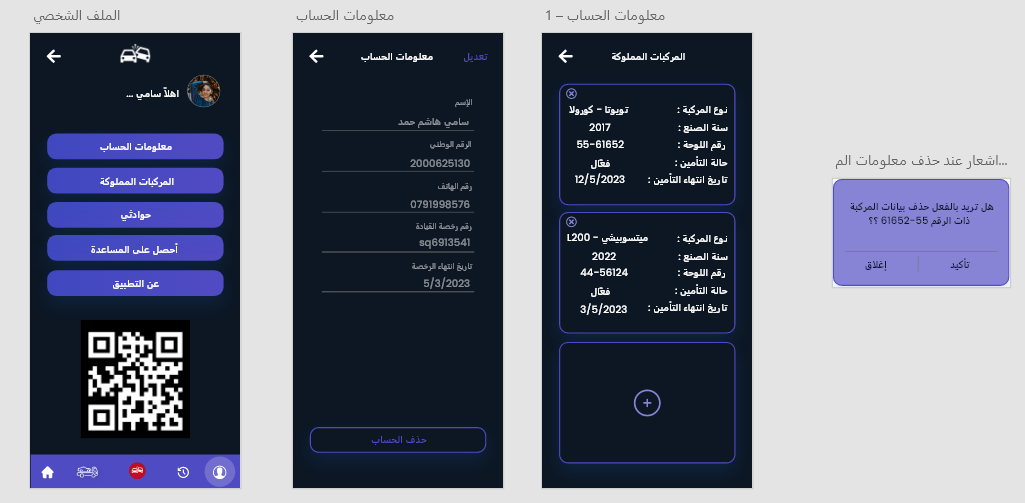 الملف الشخصي
اهلاً سامي ...
معلومات الحساب
المركبات المملوكة
حوادثي
أحصل على المساعدة
عن التطبيق
معلومات الحساب
معلومات الحساب
تعديل
الإسم
سامي هاشم حمد
الرقم الوطني
2000625130
رقم الهاتف
0791998576
رقم رخصة القيادة
sq6913541
تاريخ انتهاء الرخصة
5/3/2023
حذف الحساب
معلومات الحساب – 1
المركبات المملوكة
نوع المركبة : تويوتا - كورولا
سنة الصنع : 2017
رقم اللوحة : 55-61652
حالة التأمين : فعّال
تاريخ انتهاء التأمين : 12/5/2023
نوع المركبة : ميتسوبيشي - L200
سنة الصنع : 2022
رقم اللوحة : 44-56124
حالة التأمين : فعّال
تاريخ انتهاء التأمين : 3/5/2023
+
اشعار عند حذف معلومات الم...
هل تريد بالفعل حذف بيانات المركبة
ذات الرقم 55-61652 ؟؟
تأكيد
إغلاق